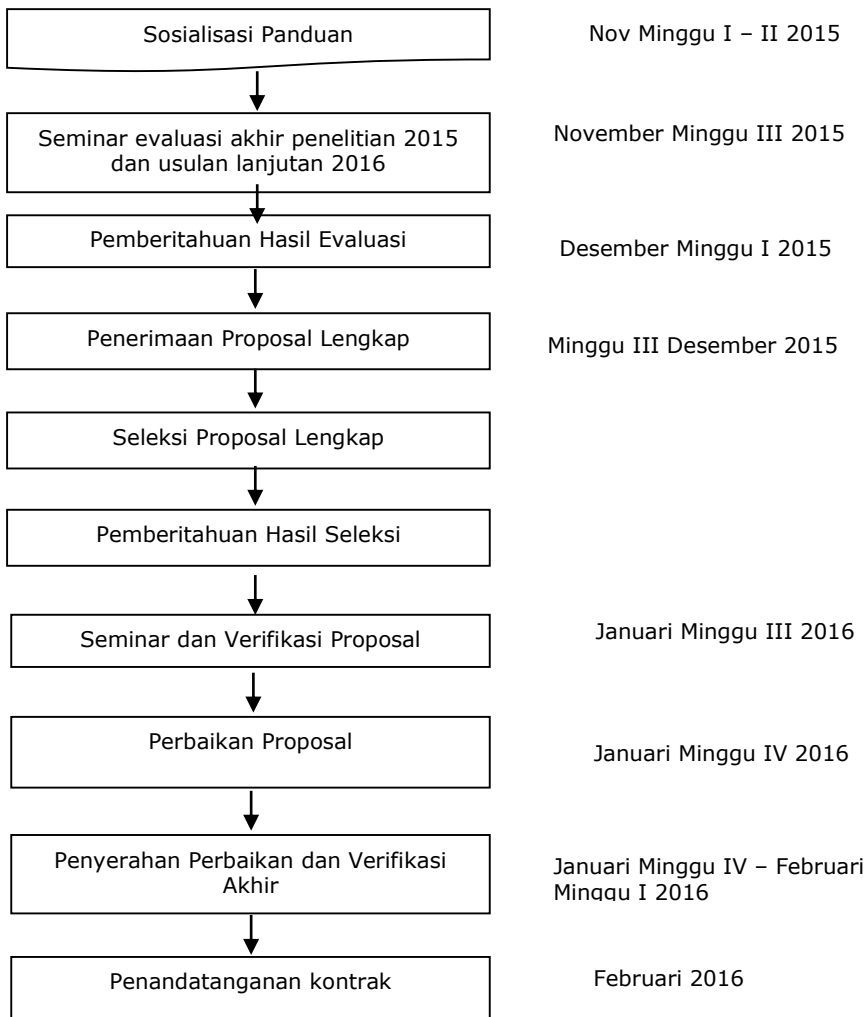 Sosialisasi Panduan
Nov Minggu I – II 2015
Seminar evaluasi akhir penelitian 2015
dan usulan lanjutan 2016
November Minggu III 2015
Pemberitahuan Hasil Evaluasi
Desember Minggu I 2015
Penerimaan Proposal Lengkap
Minggu III Desember 2015
Seleksi Proposal Lengkap
Pemberitahuan Hasil Seleksi
Seminar dan Verifikasi Proposal
Januari Minggu III 2016
Perbaikan Proposal
Januari Minggu IV 2016
Penyerahan Perbaikan dan Verifikasi
Akhir
Januari Minggu IV – Februari
Minggu I 2016
Penandatanganan kontrak
Februari 2016